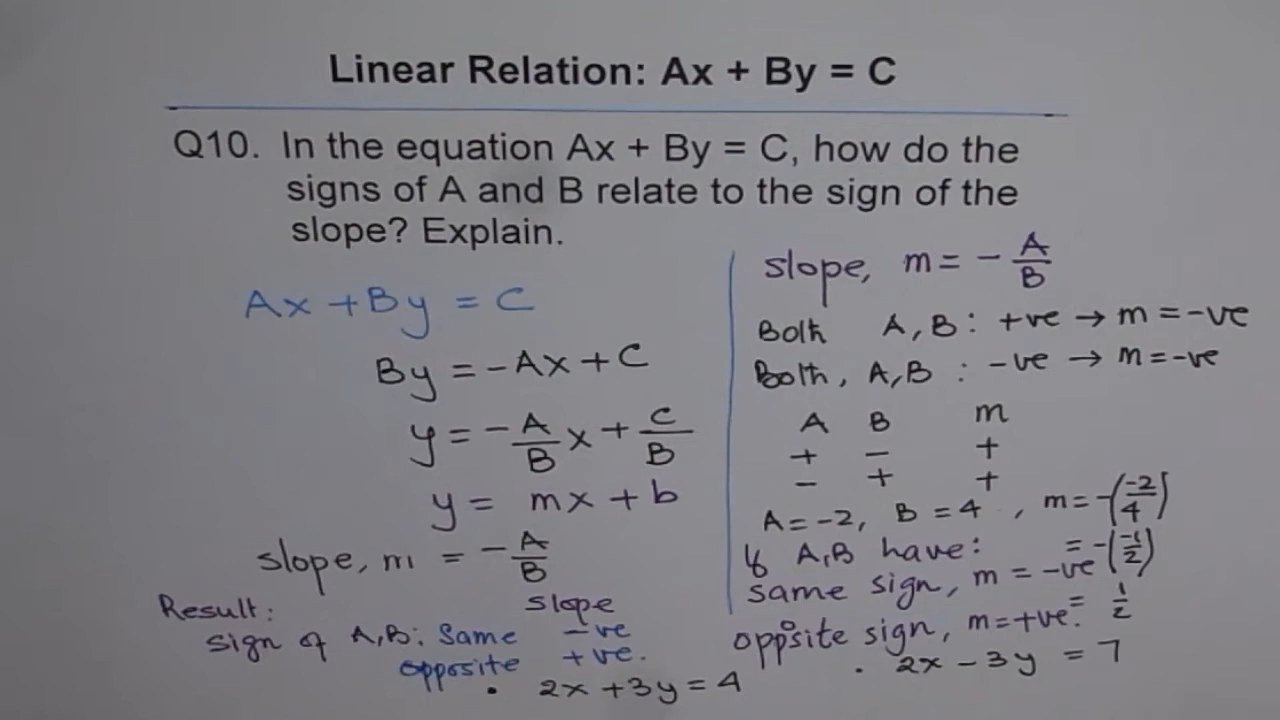 Linear Relation: Ax + By = C
Q10. In the equation Ax + By = C, how do the
signs of A and B relate to the sign of the
slope? Explain.
Ax + By = C
By = -Ax + C
y = -A/B x + C/B
y = mx + b
slope, m = -A/B
Result: slope
sign of A,B: Same -ve
opposite +ve.
• 2x + 3y = 4
slope, m = -A/B
Both A, B: +ve → m = -ve
Both, A, B: -ve → m = -ve
A B m
+ - +
- + +
A = -2, B = 4, m = -(-2/4)
If A,B have: = -(-1/2)
same sign, m = -ve
opposite sign, m = +ve. = 1/2
• 2x - 3y = 7